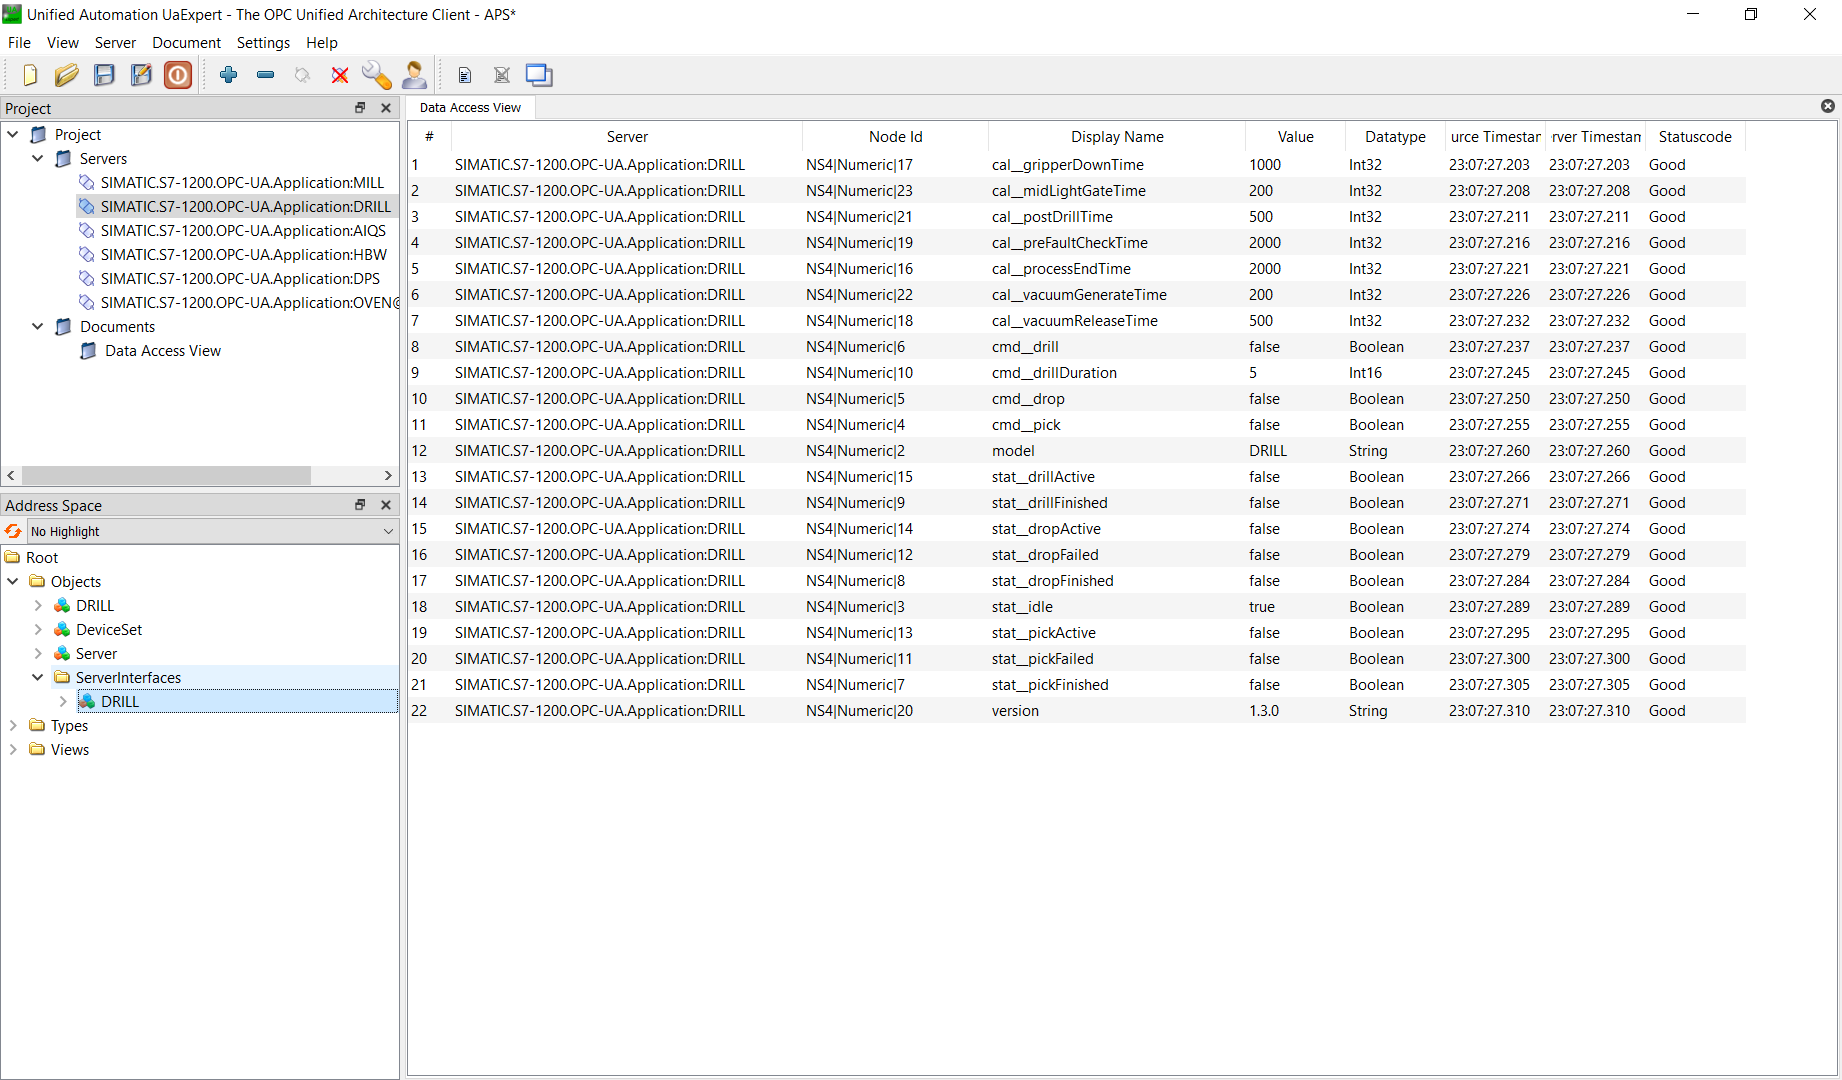 Unified Automation UaExpert - The OPC Unified Architecture Client - APS*
File View Server Document Settings Help
Project
Project
Servers
SIMATIC.S7-1200.OPC-UA.Application:MILL
SIMATIC.S7-1200.OPC-UA.Application:DRILL
SIMATIC.S7-1200.OPC-UA.Application:AIQS
SIMATIC.S7-1200.OPC-UA.Application:HBW
SIMATIC.S7-1200.OPC-UA.Application:DPS
SIMATIC.S7-1200.OPC-UA.Application:OVEN@
Documents
Data Access View
Address Space
No Highlight
Root
Objects
DRILL
DeviceSet
Server
ServerInterfaces
DRILL
Types
Views
Data Access View
# Server Node Id Display Name Value Datatype urce Timestan rver Timestam Statuscode
1 SIMATIC.S7-1200.OPC-UA.Application:DRILL NS4|Numeric|17 cal__gripperDownTime 1000 Int32 23:07:27.203 23:07:27.203 Good
2 SIMATIC.S7-1200.OPC-UA.Application:DRILL NS4|Numeric|23 cal__midLightGateTime 200 Int32 23:07:27.208 23:07:27.208 Good
3 SIMATIC.S7-1200.OPC-UA.Application:DRILL NS4|Numeric|21 cal__postDrillTime 500 Int32 23:07:27.211 23:07:27.211 Good
4 SIMATIC.S7-1200.OPC-UA.Application:DRILL NS4|Numeric|19 cal__preFaultCheckTime 2000 Int32 23:07:27.216 23:07:27.216 Good
5 SIMATIC.S7-1200.OPC-UA.Application:DRILL NS4|Numeric|16 cal__processEndTime 2000 Int32 23:07:27.221 23:07:27.221 Good
6 SIMATIC.S7-1200.OPC-UA.Application:DRILL NS4|Numeric|22 cal__vacuumGenerateTime 200 Int32 23:07:27.226 23:07:27.226 Good
7 SIMATIC.S7-1200.OPC-UA.Application:DRILL NS4|Numeric|18 cal__vacuumReleaseTime 500 Int32 23:07:27.232 23:07:27.232 Good
8 SIMATIC.S7-1200.OPC-UA.Application:DRILL NS4|Numeric|6 cmd__drill false Boolean 23:07:27.237 23:07:27.237 Good
9 SIMATIC.S7-1200.OPC-UA.Application:DRILL NS4|Numeric|10 cmd__drillDuration 5 Int16 23:07:27.245 23:07:27.245 Good
10 SIMATIC.S7-1200.OPC-UA.Application:DRILL NS4|Numeric|5 cmd__drop false Boolean 23:07:27.250 23:07:27.250 Good
11 SIMATIC.S7-1200.OPC-UA.Application:DRILL NS4|Numeric|4 cmd__pick false Boolean 23:07:27.255 23:07:27.255 Good
12 SIMATIC.S7-1200.OPC-UA.Application:DRILL NS4|Numeric|2 model DRILL String 23:07:27.260 23:07:27.260 Good
13 SIMATIC.S7-1200.OPC-UA.Application:DRILL NS4|Numeric|15 stat__drillActive false Boolean 23:07:27.266 23:07:27.266 Good
14 SIMATIC.S7-1200.OPC-UA.Application:DRILL NS4|Numeric|9 stat__drillFinished false Boolean 23:07:27.271 23:07:27.271 Good
15 SIMATIC.S7-1200.OPC-UA.Application:DRILL NS4|Numeric|14 stat__dropActive false Boolean 23:07:27.274 23:07:27.274 Good
16 SIMATIC.S7-1200.OPC-UA.Application:DRILL NS4|Numeric|12 stat__dropFailed false Boolean 23:07:27.279 23:07:27.279 Good
17 SIMATIC.S7-1200.OPC-UA.Application:DRILL NS4|Numeric|8 stat__dropFinished false Boolean 23:07:27.284 23:07:27.284 Good
18 SIMATIC.S7-1200.OPC-UA.Application:DRILL NS4|Numeric|3 stat__idle true Boolean 23:07:27.289 23:07:27.289 Good
19 SIMATIC.S7-1200.OPC-UA.Application:DRILL NS4|Numeric|13 stat__pickActive false Boolean 23:07:27.295 23:07:27.295 Good
20 SIMATIC.S7-1200.OPC-UA.Application:DRILL NS4|Numeric|11 stat__pickFailed false Boolean 23:07:27.300 23:07:27.300 Good
21 SIMATIC.S7-1200.OPC-UA.Application:DRILL NS4|Numeric|7 stat__pickFinished false Boolean 23:07:27.305 23:07:27.305 Good
22 SIMATIC.S7-1200.OPC-UA.Application:DRILL NS4|Numeric|20 version 1.3.0 String 23:07:27.310 23:07:27.310 Good